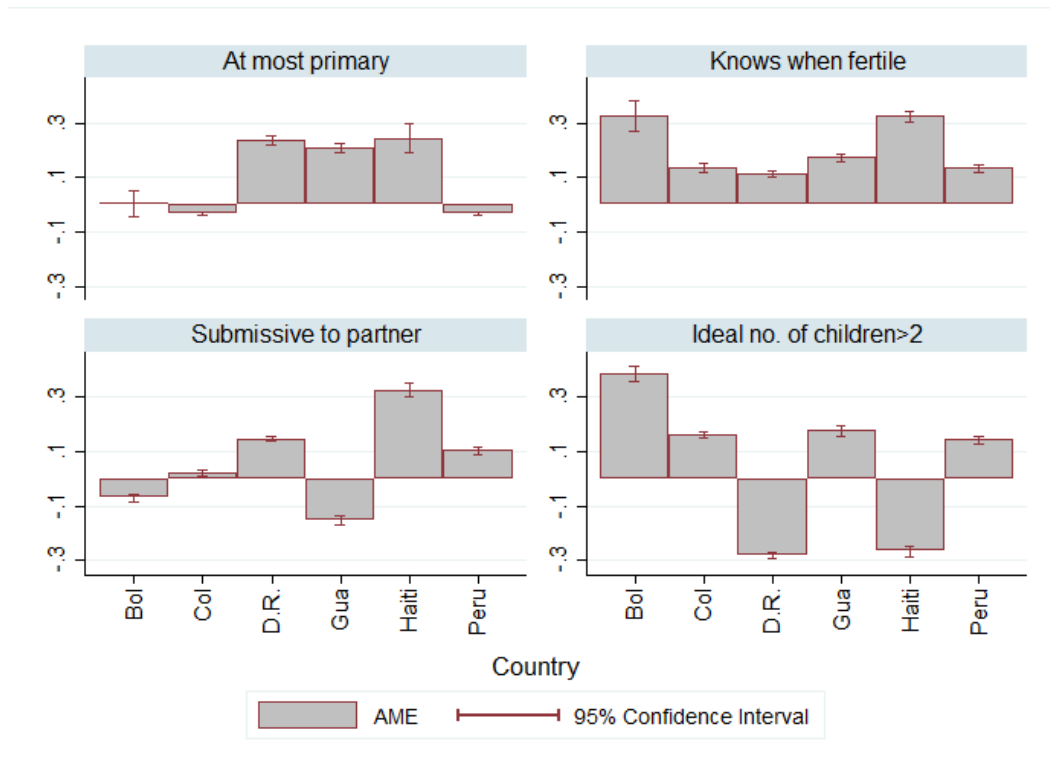 At most primary
Knows when fertile
.3
.1
-.1
-.3
.3
.1
-.1
-.3
Submissive to partner
Ideal no. of children>2
.3
.1
-.1
-.3
.3
.1
-.1
-.3
Bol Col D.R. Gua Haiti Peru
Bol Col D.R. Gua Haiti Peru
Country
AME 95% Confidence Interval